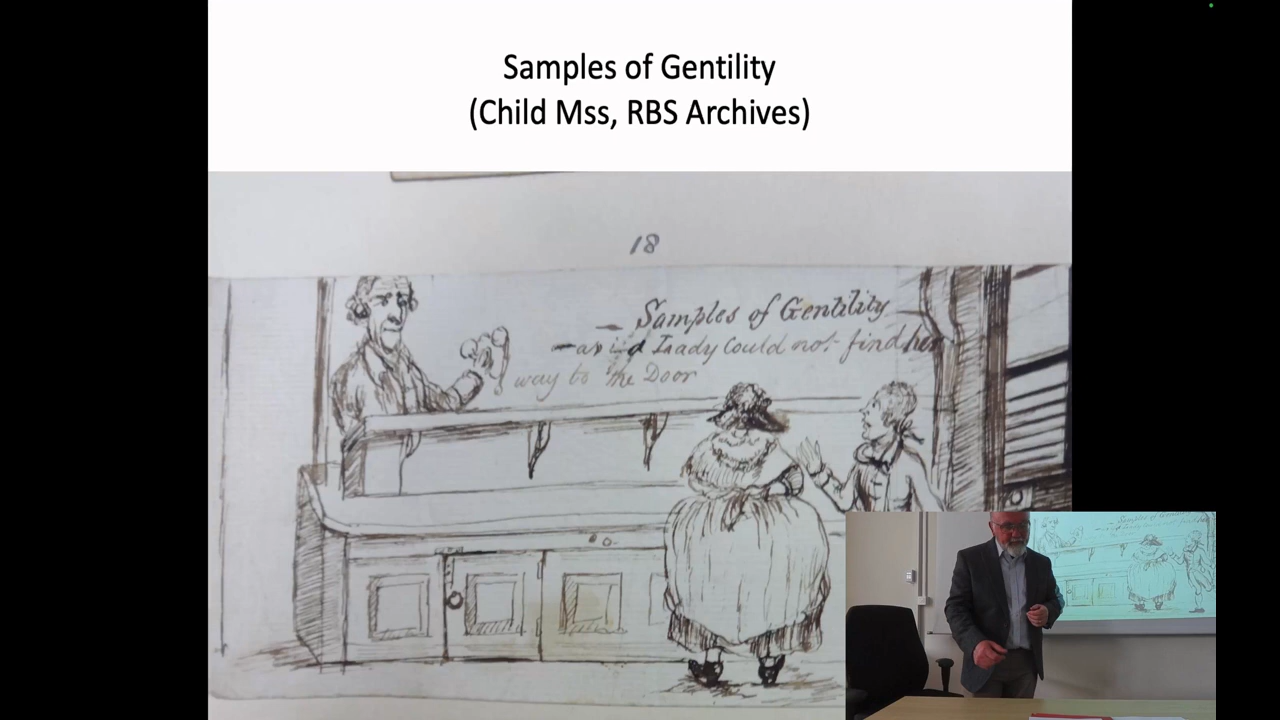 Samples of Gentility
(Child Mss, RBS Archives)
18
Samples of Gentility
Lady Could not find her
way to the Door